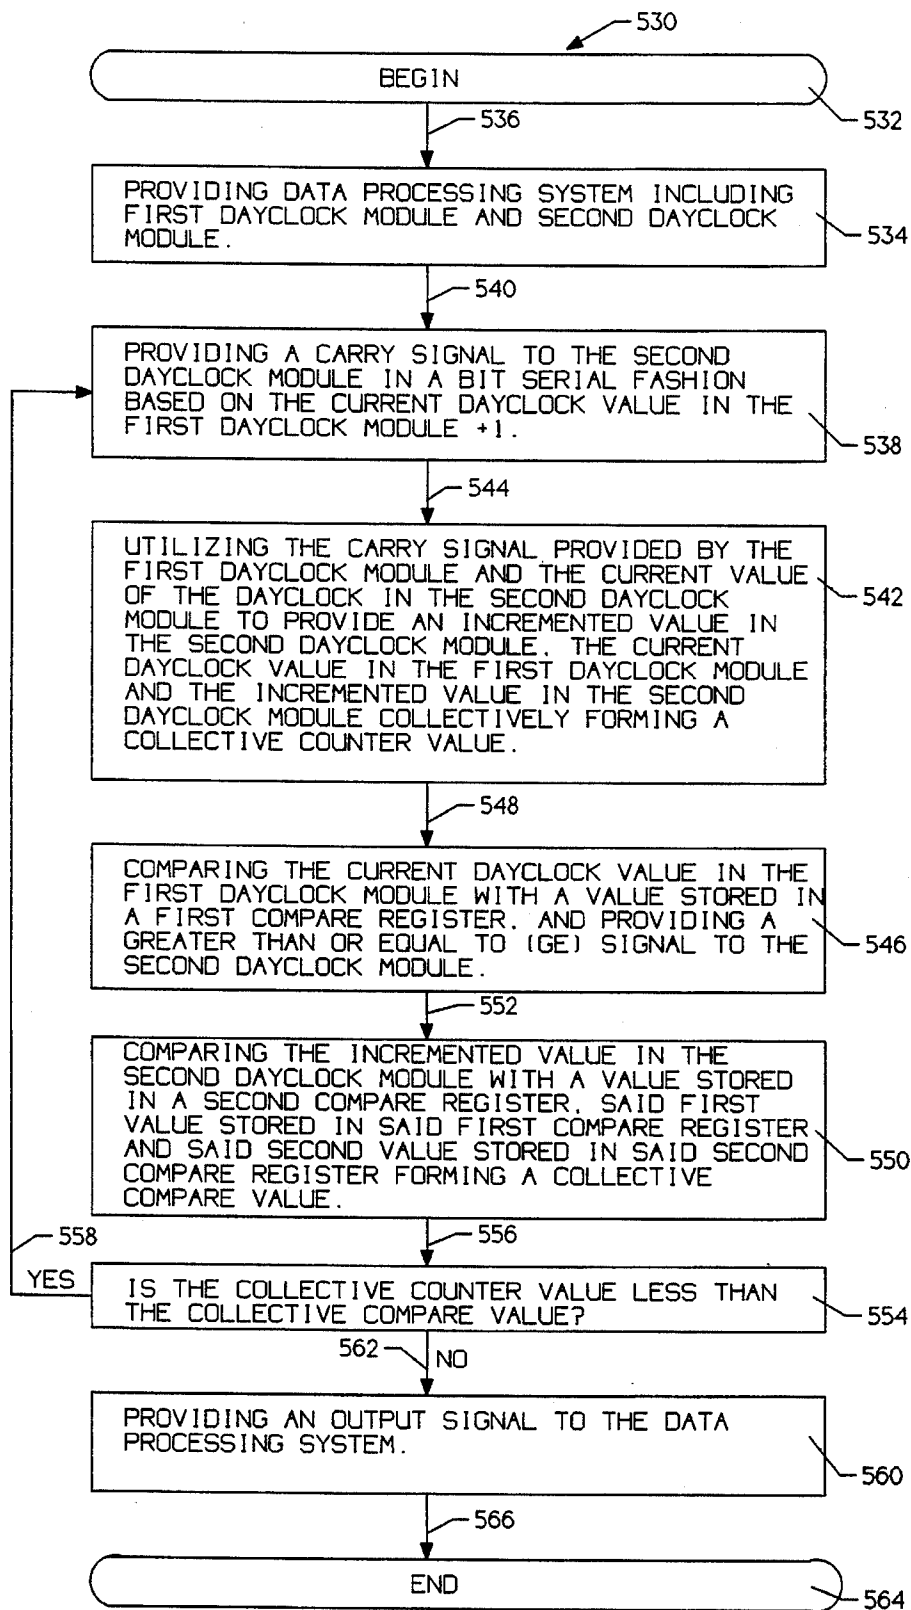 530
BEGIN
532
536
PROVIDING DATA PROCESSING SYSTEM INCLUDING
FIRST DAYCLOCK MODULE AND SECOND DAYCLOCK
MODULE.
534
540
PROVIDING A CARRY SIGNAL TO THE SECOND
DAYCLOCK MODULE IN A BIT SERIAL FASHION
BASED ON THE CURRENT DAYCLOCK VALUE IN THE
FIRST DAYCLOCK MODULE +1.
538
544
UTILIZING THE CARRY SIGNAL PROVIDED BY THE
FIRST DAYCLOCK MODULE AND THE CURRENT VALUE
OF THE DAYCLOCK IN THE SECOND DAYCLOCK
MODULE TO PROVIDE AN INCREMENTED VALUE IN
THE SECOND DAYCLOCK MODULE. THE CURRENT
DAYCLOCK VALUE IN THE FIRST DAYCLOCK MODULE
AND THE INCREMENTED VALUE IN THE SECOND
DAYCLOCK MODULE COLLECTIVELY FORMING A
COLLECTIVE COUNTER VALUE.
542
548
COMPARING THE CURRENT DAYCLOCK VALUE IN THE
FIRST DAYCLOCK MODULE WITH A VALUE STORED IN
A FIRST COMPARE REGISTER. AND PROVIDING A
GREATER THAN OR EQUAL TO (GE) SIGNAL TO THE
SECOND DAYCLOCK MODULE.
546
552
COMPARING THE INCREMENTED VALUE IN THE
SECOND DAYCLOCK MODULE WITH A VALUE STORED
IN A SECOND COMPARE REGISTER. SAID FIRST
VALUE STORED IN SAID FIRST COMPARE REGISTER
AND SAID SECOND VALUE STORED IN SAID SECOND
COMPARE REGISTER FORMING A COLLECTIVE
COMPARE VALUE.
550
556
558
YES
IS THE COLLECTIVE COUNTER VALUE LESS THAN
THE COLLECTIVE COMPARE VALUE?
554
562
NO
PROVIDING AN OUTPUT SIGNAL TO THE DATA
PROCESSING SYSTEM.
560
566
END
564